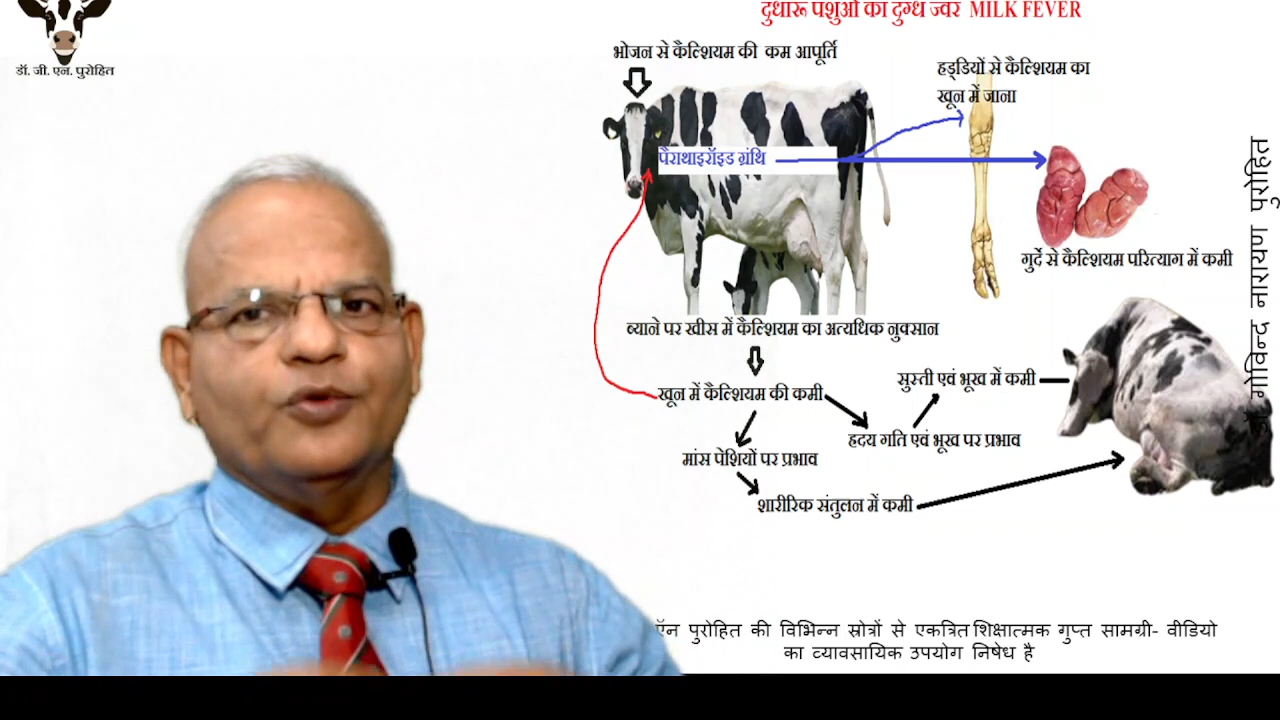 दुधारू पशुओं का दुग्ध ज्वर MILK FEVER
डॉ. जी. एन. पुरोहित
भोजन से कैल्शियम की कम आपूर्ति
हड्डियों से कैल्शियम का
खून में जाना
पैराथाइरॉइड ग्रंथि
गुर्दे से कैल्शियम परित्याग में कमी
ब्याने पर खीस में कैल्शियम का अत्यधिक नुक्सान
खून में कैल्शियम की कमी
सुस्ती एवं भूख में कमी
हृदय गति एवं भूख पर प्रभाव
मांस पेशियों पर प्रभाव
शारीरिक संतुलन में कमी
डॉ गोविन्द नारायण पुरोहित
पुरोहित की विभिन्न स्रोत्रों से एकत्रित शिक्षात्मक गुप्त सामग्री- वीडियो
का व्यावसायिक उपयोग निषेध है